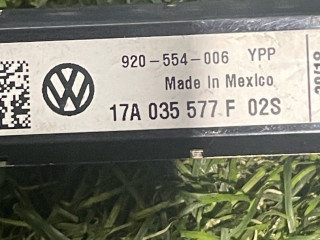 920-554-006 YPP
Made in Mexico
17A 035 577 F 02S